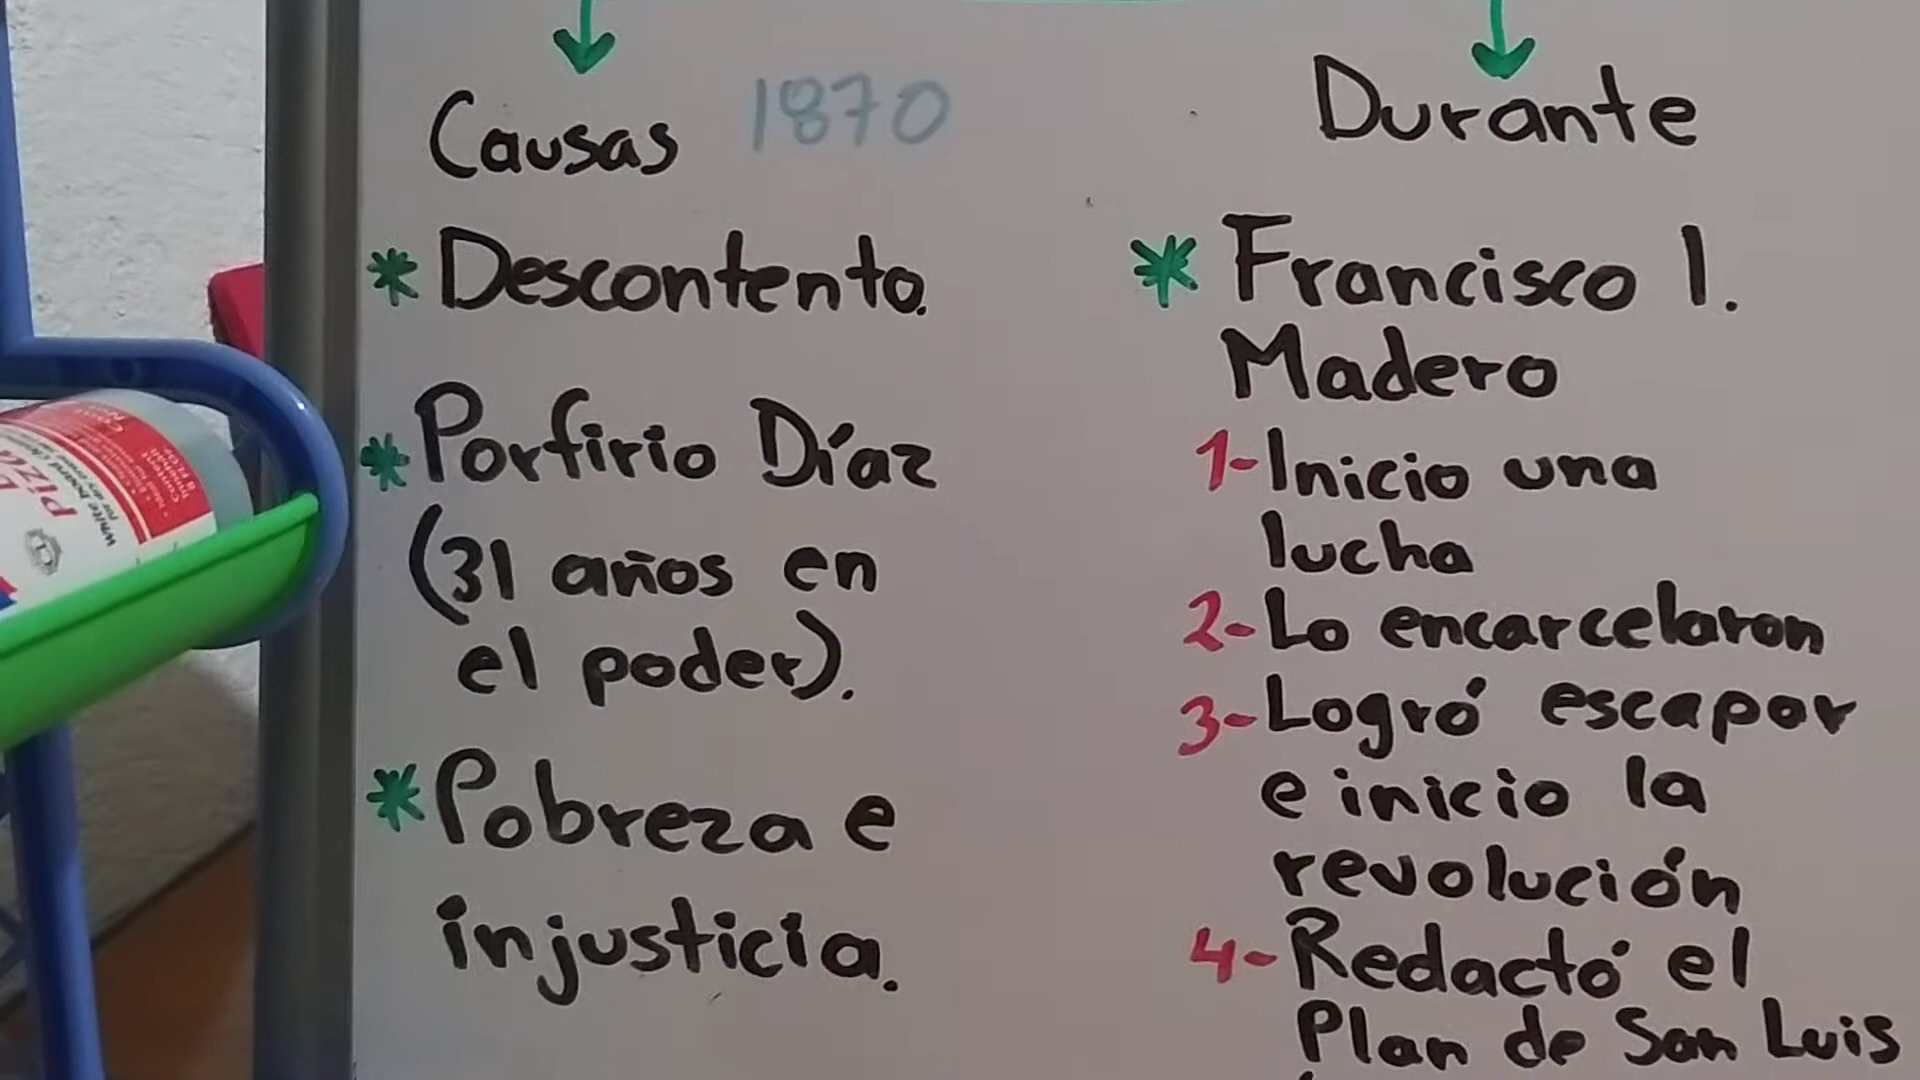 Causas 1870
* Descontento.
* Porfirio Díaz
(31 años en
el poder).
* Pobreza e
injusticia.
Durante
* Francisco I.
Madero
1- Inicio una
lucha
2- Lo encarcelaron
3- Logró escapar
e inicio la
revolución
4- Redactó el
Plan de San Luis